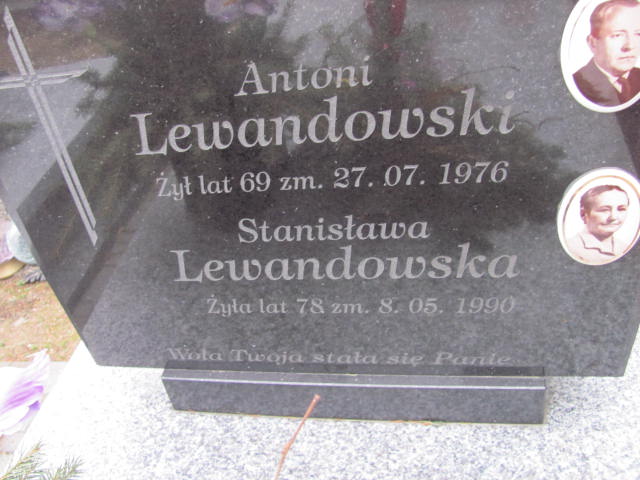 Antoni
Lewandowski
Żył lat 69 zm. 27. 07. 1976
Stanisława
Lewandowska
Żyła lat 78 zm. 8. 05. 1990
Wola Twoja stała się Panie